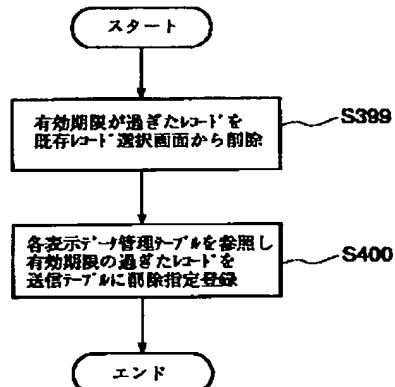 スタート
有効期限が過ぎたﾚｺｰﾄﾞを
既存ﾚｺｰﾄﾞ選択画面から削除
S399
各表示ﾃﾞｰﾀ管理ﾃｰﾌﾞﾙを参照し
有効期限の過ぎたﾚｺｰﾄﾞを
送信ﾃｰﾌﾞﾙに削除指定登録
S400
エンド